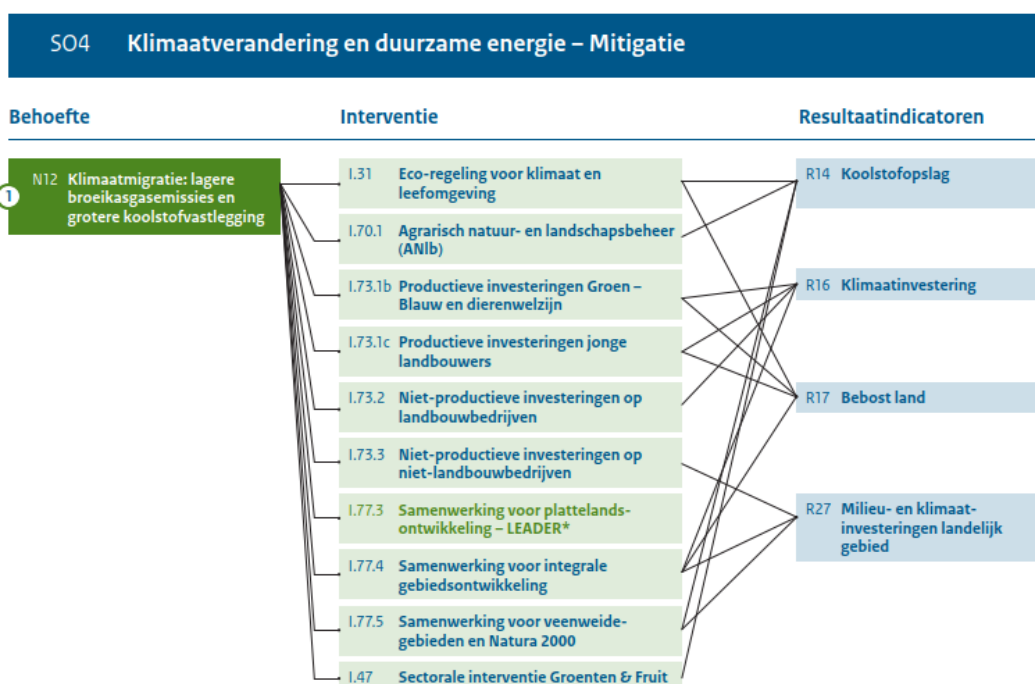 SO4 Klimaatverandering en duurzame energie – Mitigatie
Behoefte
Interventie
Resultaatindicatoren
1
N12 Klimaatmigratie: lagere
broeikasgasemissies en
grotere koolstofvastlegging
I.31 Eco-regeling voor klimaat en
leefomgeving
I.70.1 Agrarisch natuur- en landschapsbeheer
(ANlb)
I.73.1b Productieve investeringen Groen –
Blauw en dierenwelzijn
I.73.1c Productieve investeringen jonge
landbouwers
I.73.2 Niet-productieve investeringen op
landbouwbedrijven
I.73.3 Niet-productieve investeringen op
niet-landbouwbedrijven
I.77.3 Samenwerking voor plattelands-
ontwikkeling – LEADER*
I.77.4 Samenwerking voor integrale
gebiedsontwikkeling
I.77.5 Samenwerking voor veenweide-
gebieden en Natura 2000
I.47 Sectorale interventie Groenten & Fruit
R14 Koolstofopslag
R16 Klimaatinvestering
R17 Bebost land
R27 Milieu- en klimaat-
investeringen landelijk
gebied